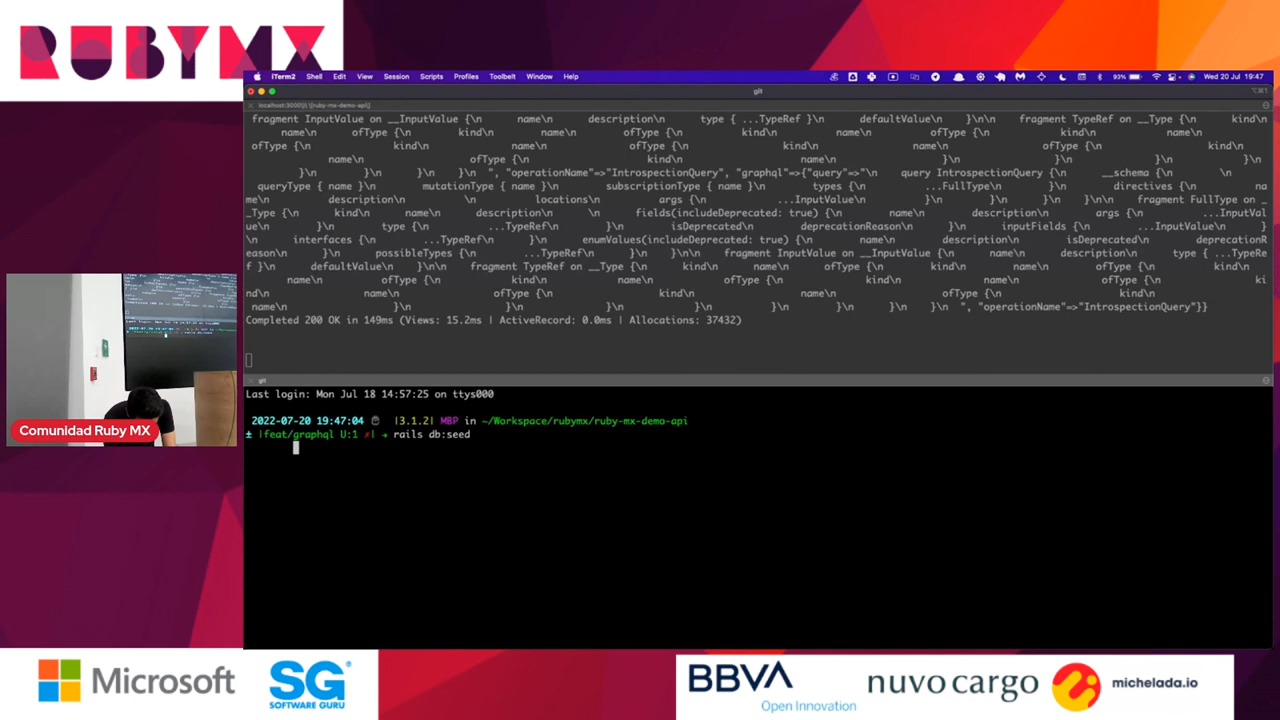 RUBYMX
iTerm2 Shell Edit View Session Scripts Profiles Toolbelt Window Help 93% Wed 20 Jul 19:47
git
localhost:3000\t\t[ruby-mx-demo-api]
fragment InputValue on __InputValue {\n name\n description\n type { ...TypeRef }\n defaultValue\n }\n\n fragment TypeRef on __Type {\n kind\n
name\n ofType {\n kind\n name\n ofType {\n kind\n name\n
ofType {\n kind\n name\n ofType {\n kind\n
name\n ofType {\n kind\n name\n }\n }\n }\n
}\n }\n }\n }\n ", "operationName"=>"IntrospectionQuery", "graphql"=>{"query"=>"\n query IntrospectionQuery {\n __schema {\n \n
queryType { name }\n mutationType { name }\n subscriptionType { name }\n types {\n ...FullType\n }\n directives {\n na
me\n description\n \n locations\n args {\n ...InputValue\n }\n }\n }\n }\n\n fragment FullType on _
_Type {\n kind\n name\n description\n \n fields(includeDeprecated: true) {\n name\n description\n args {\n ...InputVal
ue\n }\n type {\n ...TypeRef\n }\n isDeprecated\n deprecationReason\n }\n inputFields {\n ...InputValue\n }
\n interfaces {\n ...TypeRef\n }\n enumValues(includeDeprecated: true) {\n name\n description\n isDeprecated\n deprecationR
eason\n }\n possibleTypes {\n ...TypeRef\n }\n }\n\n fragment InputValue on __InputValue {\n name\n description\n type { ...TypeRe
f }\n defaultValue\n }\n\n fragment TypeRef on __Type {\n kind\n name\n ofType {\n kind\n name\n ofType {\n kind
\n name\n ofType {\n kind\n name\n ofType {\n ki
nd\n name\n ofType {\n kind\n name\n ofType {\n kind\n
name\n }\n }\n }\n }\n }\n }\n }\n }\n ", "operationName"=>"IntrospectionQuery"}}
Completed 200 OK in 149ms (Views: 15.2ms | ActiveRecord: 0.0ms | Allocations: 37432)
git
Last login: Mon Jul 18 14:57:25 on ttys000
2022-07-20 19:47:04 |3.1.2| MBP in ~/Workspace/rubymx/ruby-mx-demo-api
± |feat/graphql U:1 ✗| → rails db:seed
Comunidad Ruby MX
Microsoft
SG
SOFTWARE GURU
BBVA
Open Innovation
nuvocargo
michelada.io